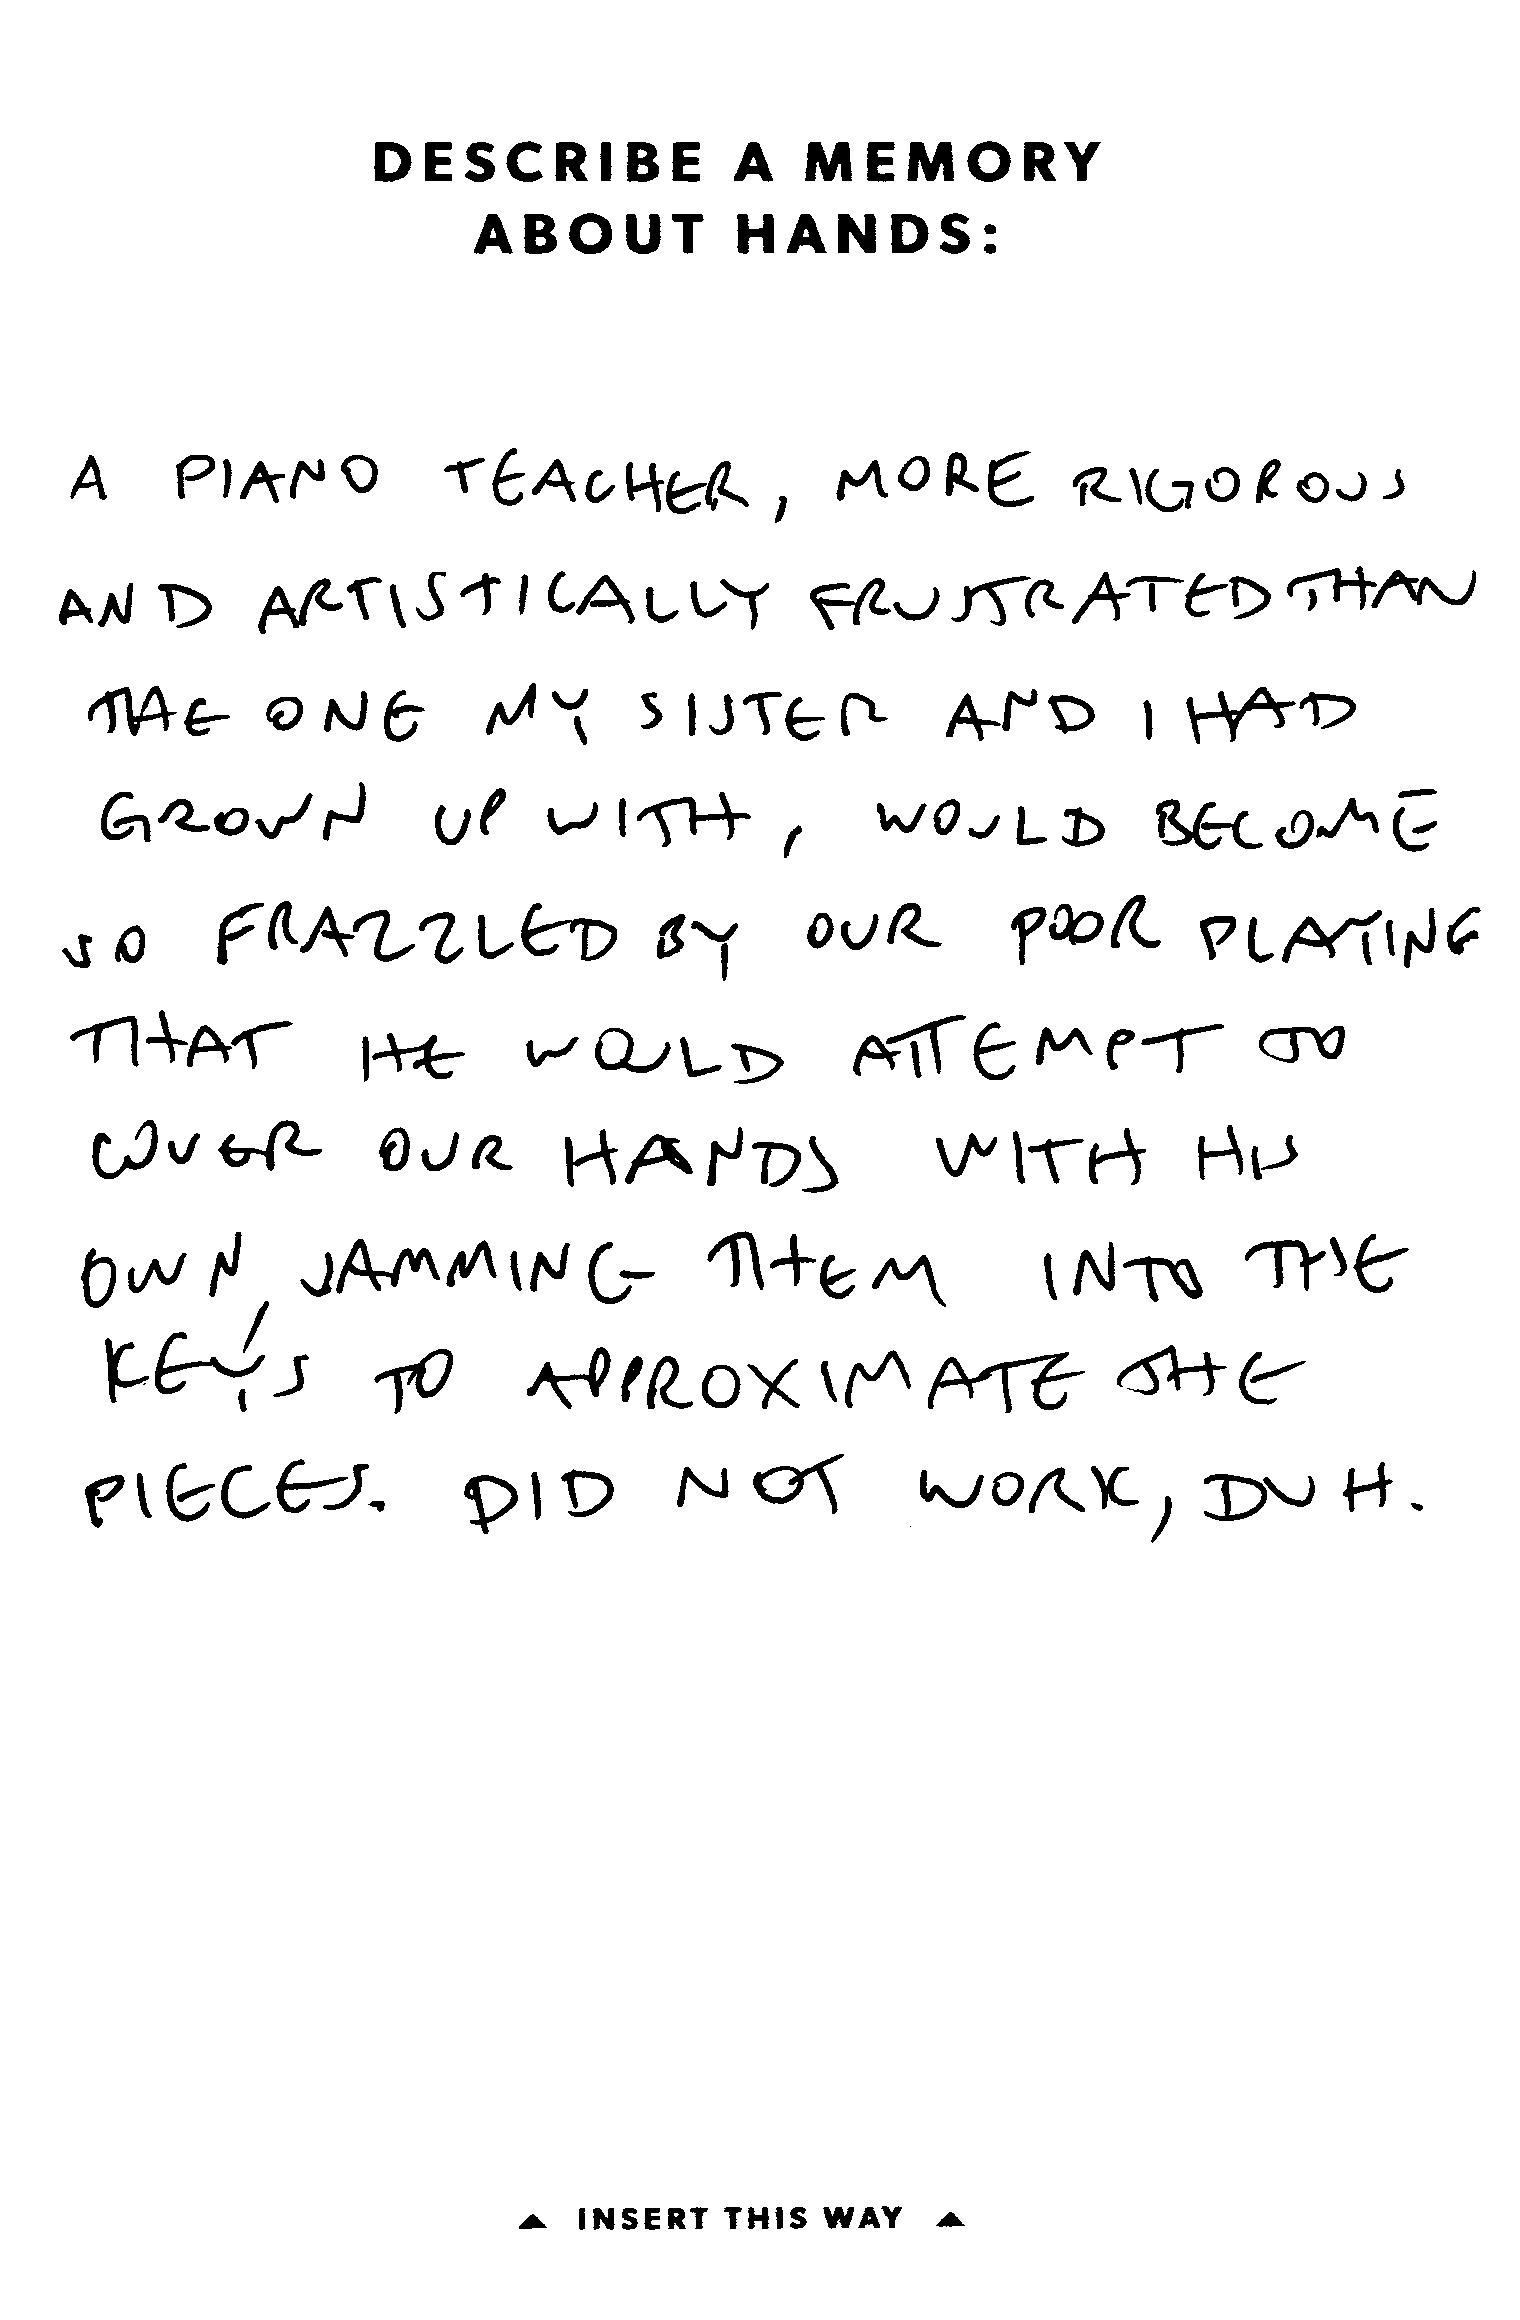 DESCRIBE A MEMORY
ABOUT HANDS:
A PIANO TEACHER, MORE RIGOROUS
AND ARTISTICALLY FRUSTRATED THAN
THE ONE MY SISTER AND I HAD
GROWN UP WITH, WOULD BECOME
SO FRAZZLED BY OUR POOR PLAYING
THAT HE WOULD ATTEMPT TO
COVER OUR HANDS WITH HIS
OWN, JAMMING THEM INTO THE
KEYS TO APPROXIMATE THE
PIECES. DID NOT WORK, DUH.
▲ INSERT THIS WAY ▲